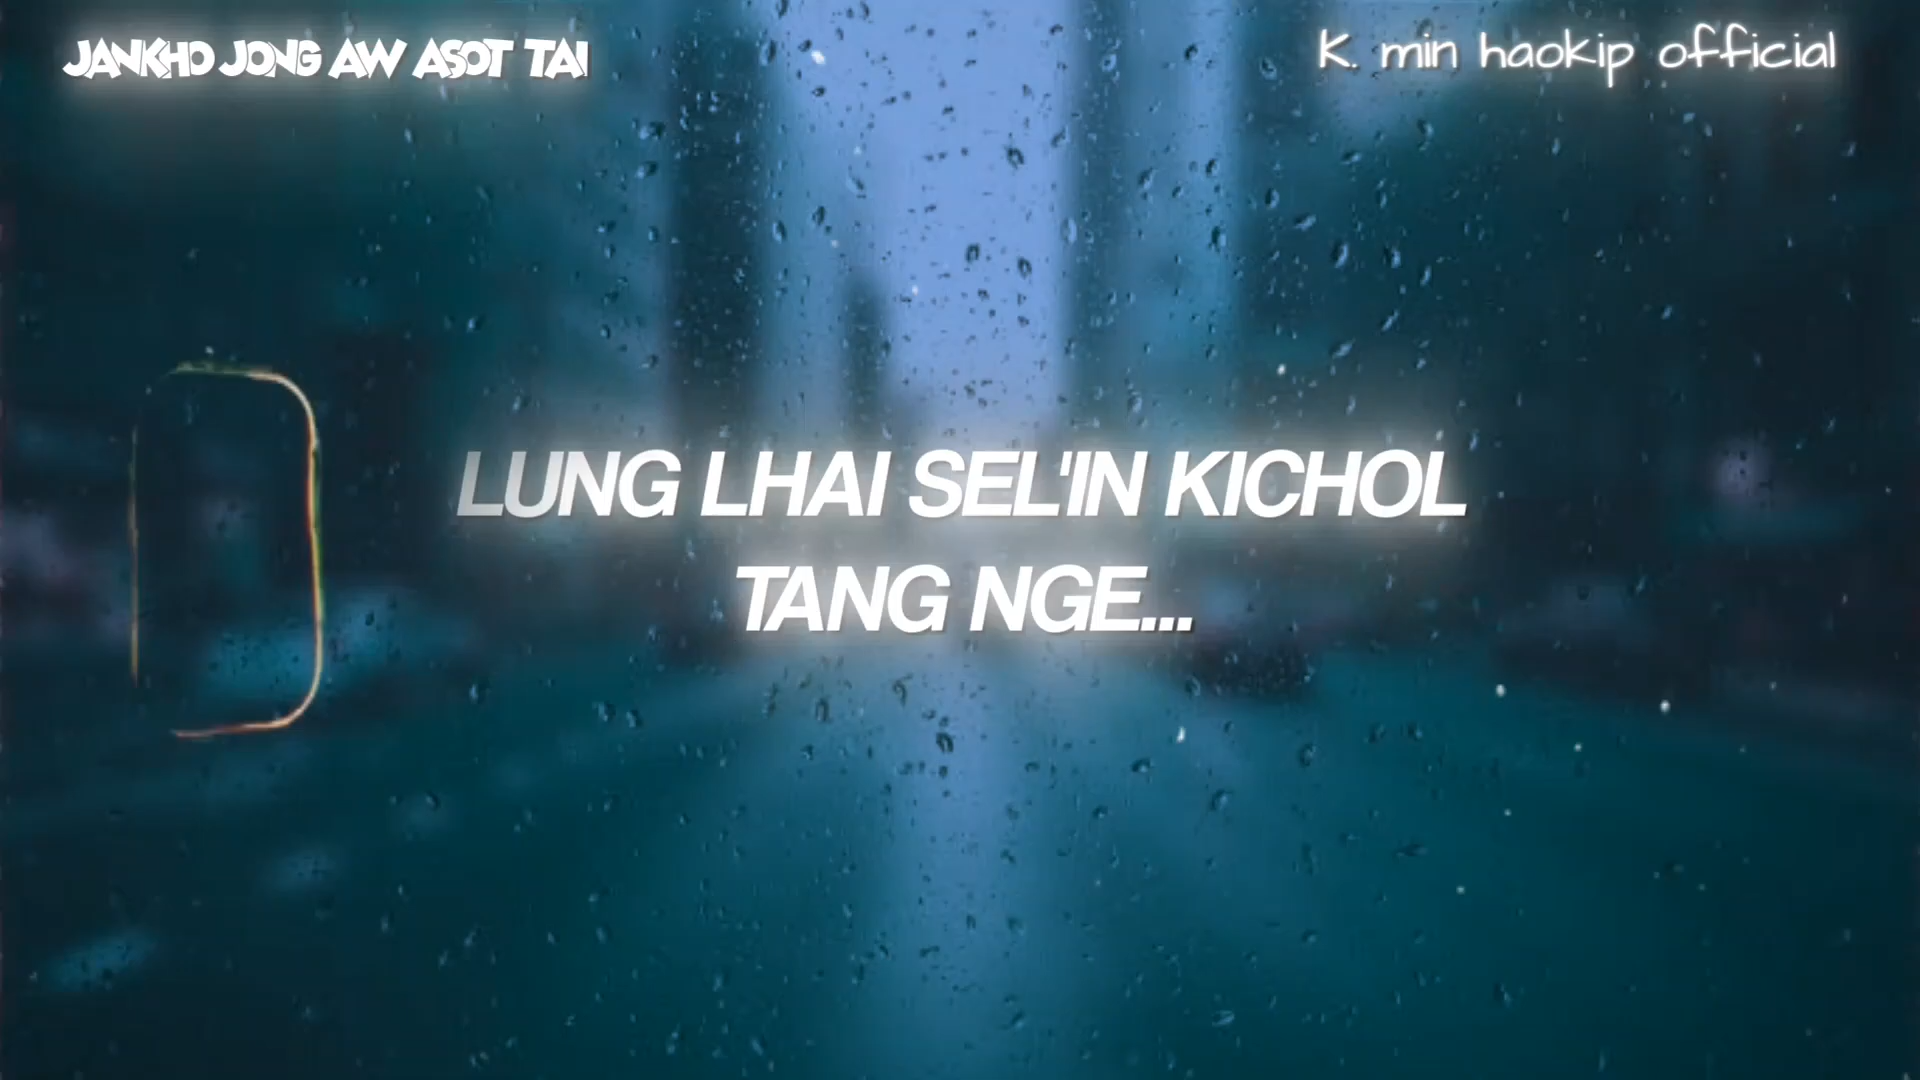 JANKHO JONG AW ASOT TAI
K. min haokip official
LUNG LHAI SEL'IN KICHOL
TANG NGE...